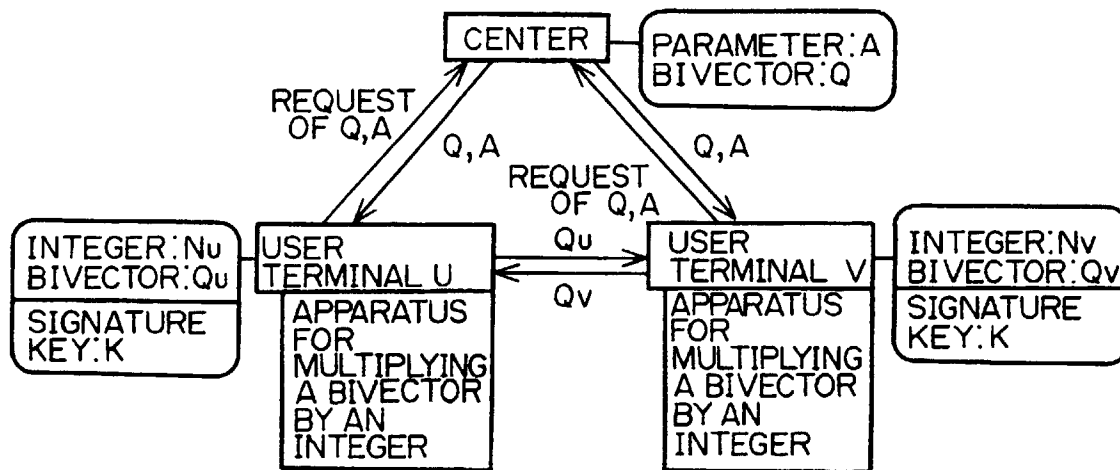 CENTER
PARAMETER:A
BIVECTOR:Q
REQUEST
OF Q,A
Q,A
Q,A
REQUEST
OF Q,A
INTEGER:Nu
BIVECTOR:Qu
SIGNATURE
KEY:K
USER
TERMINAL U
APPARATUS
FOR
MULTIPLYING
A BIVECTOR
BY AN
INTEGER
Qu
Qv
USER
TERMINAL V
APPARATUS
FOR
MULTIPLYING
A BIVECTOR
BY AN
INTEGER
INTEGER:Nv
BIVECTOR:Qv
SIGNATURE
KEY:K